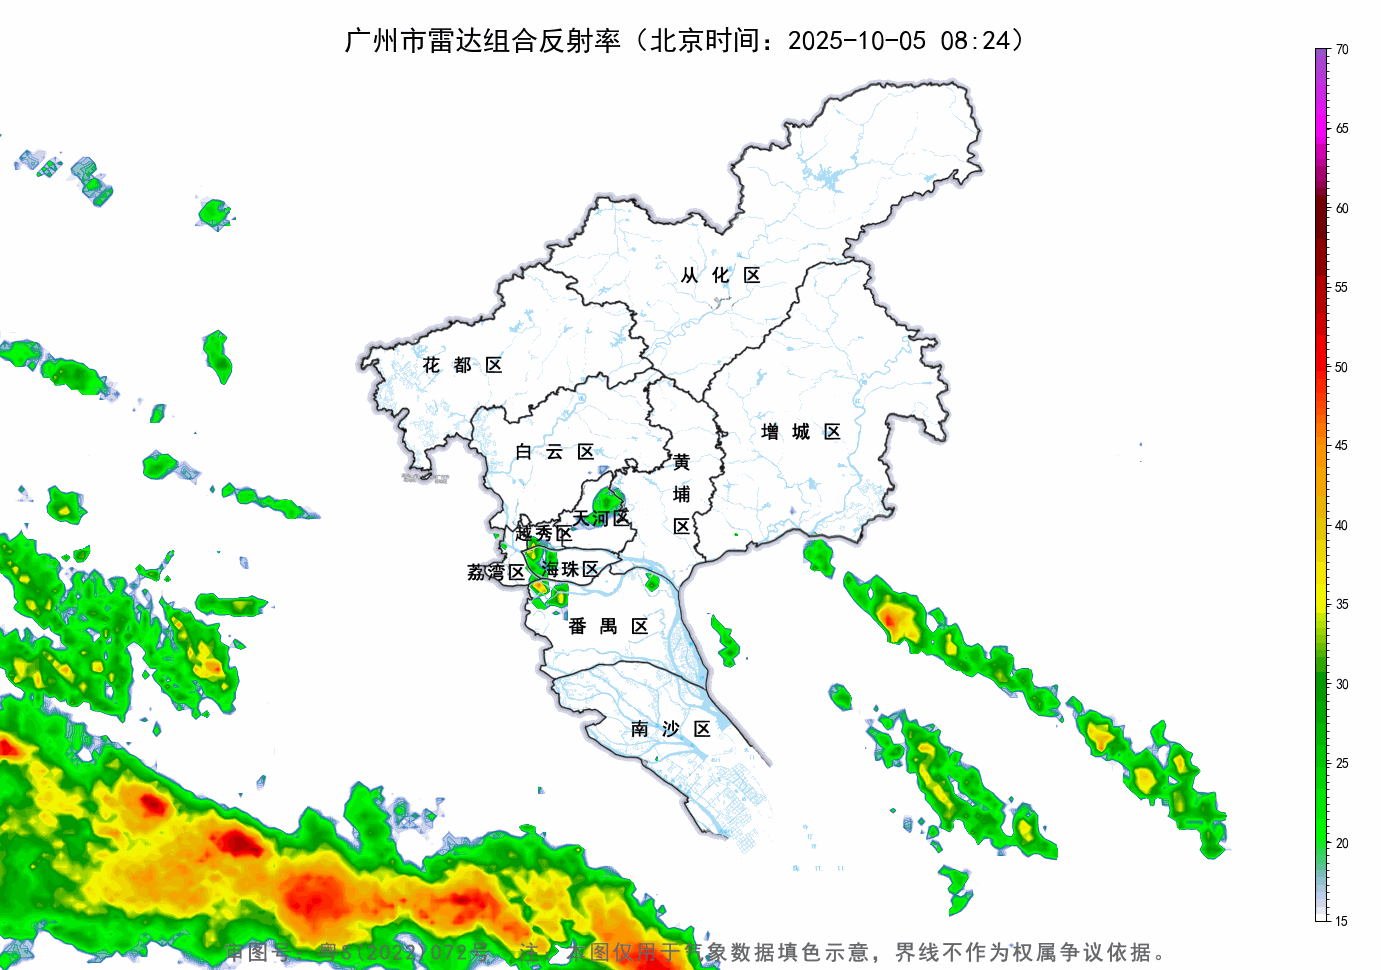 广州市雷达组合反射率（北京时间：2025-10-05 08:24）
70
65
60
55
50
45
40
35
30
25
20
15
从化区
花都区
增城区
白云区
黄埔区
天河区
越秀区
海珠区
荔湾区
番禺区
南沙区
审图号：粤S(2022)072号 注：本图仅用于气象数据填色示意，界线不作为权属争议依据。